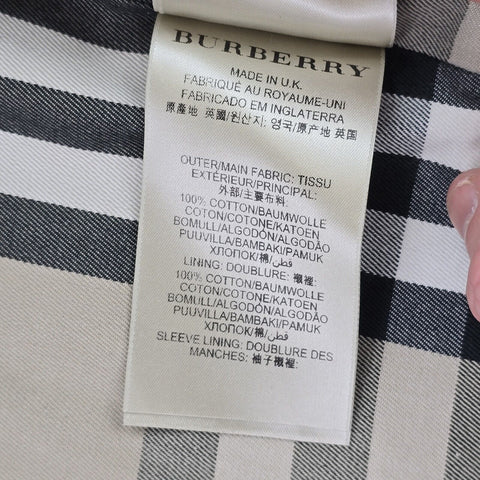 BURBERRY
MADE IN U.K.
FABRIQUÉ AU ROYAUME-UNI
FABRICADO EM INGLATERRA
原產地 英國/원산지: 영국/原产地 英国
OUTER/MAIN FABRIC: TISSU
EXTÉRIEUR/PRINCIPAL:
外部/主要布料
100% COTTON/BAUMWOLLE
COTON/COTONE/KATOEN
BOMULL/ALGODÓN/ALGODÃO
PUUVILLA/BAMBAKI/PAMUK
ХЛОПОК/棉/قطن
LINING: DOUBLURE: 襯裡:
100% COTTON/BAUMWOLLE
COTON/COTONE/KATOEN
BOMULL/ALGODÓN/ALGODÃO
PUUVILLA/BAMBAKI/PAMUK
ХЛОПОК/棉/قطن
SLEEVE LINING: DOUBLURE DES
MANCHES: 袖子襯裡: